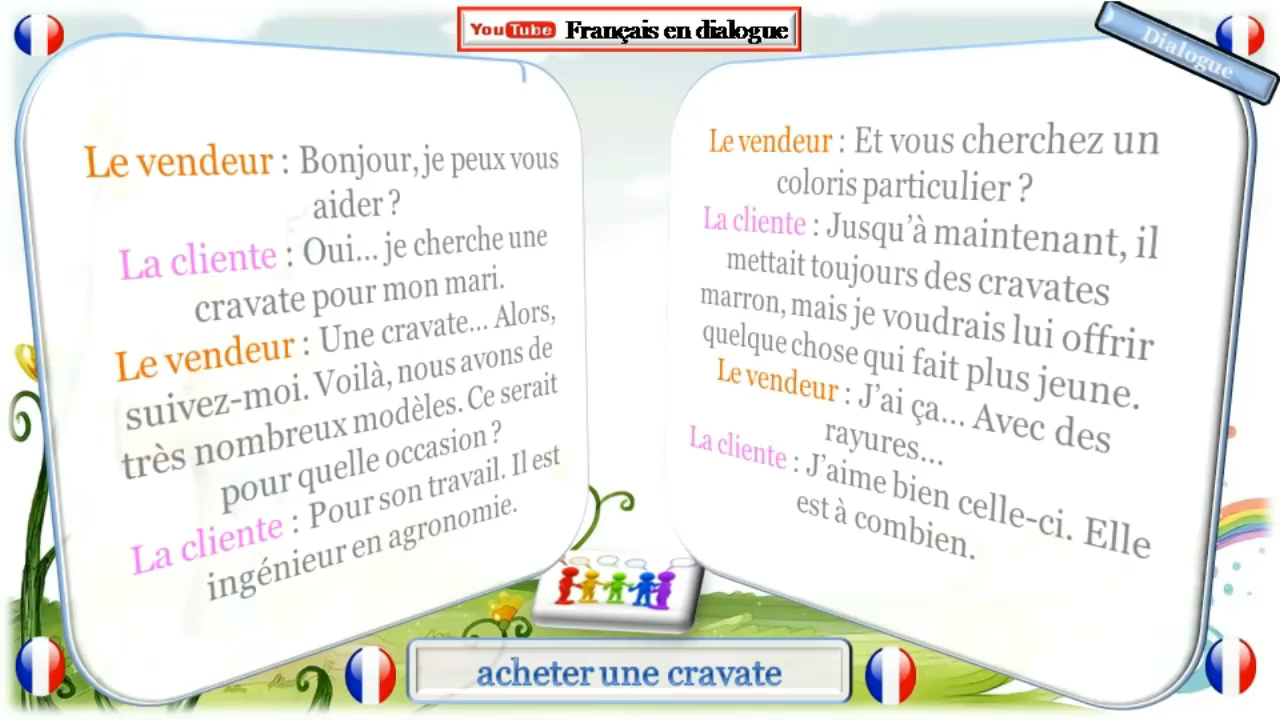 YouTube Français en dialogue
Dialogue
Le vendeur : Bonjour, je peux vous
aider ?
La cliente : Oui... je cherche une
cravate pour mon mari.
Le vendeur : Une cravate... Alors,
suivez-moi. Voilà, nous avons de
très nombreux modèles. Ce serait
pour quelle occasion ?
La cliente : Pour son travail. Il est
ingénieur en agronomie.
Le vendeur : Et vous cherchez un
coloris particulier ?
La cliente : Jusqu’à maintenant, il
mettait toujours des cravates
marron, mais je voudrais lui offrir
quelque chose qui fait plus jeune.
Le vendeur : J’ai ça... Avec des
rayures...
La cliente : J’aime bien celle-ci. Elle
est à combien.
acheter une cravate